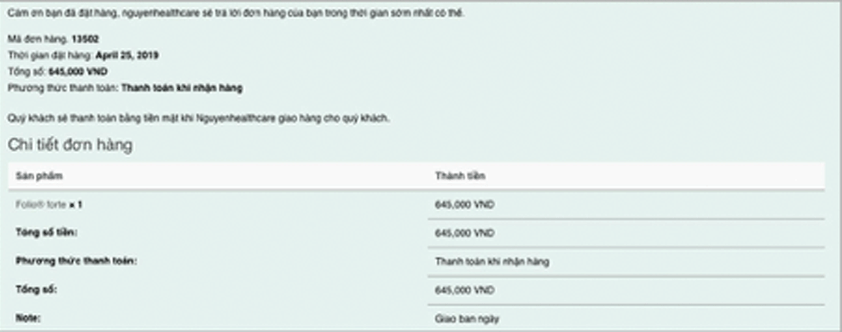 Cám ơn bạn đã đặt hàng, nguyenhealthcare sẽ trả lời đơn hàng của bạn trong thời gian sớm nhất có thể.
Mã đơn hàng. 13502
Thời gian đặt hàng: April 25, 2019
Tổng số: 645,000 VND
Phương thức thanh toán: Thanh toán khi nhận hàng
Quý khách sẽ thanh toán bằng tiền mặt khi Nguyenhealthcare giao hàng cho quý khách.
Chi tiết đơn hàng
Sản phẩm Thành tiền
Folio® forte x 1 645,000 VND
Tổng số tiền: 645,000 VND
Phương thức thanh toán: Thanh toán khi nhận hàng
Tổng số: 645,000 VND
Note: Giao ban ngày